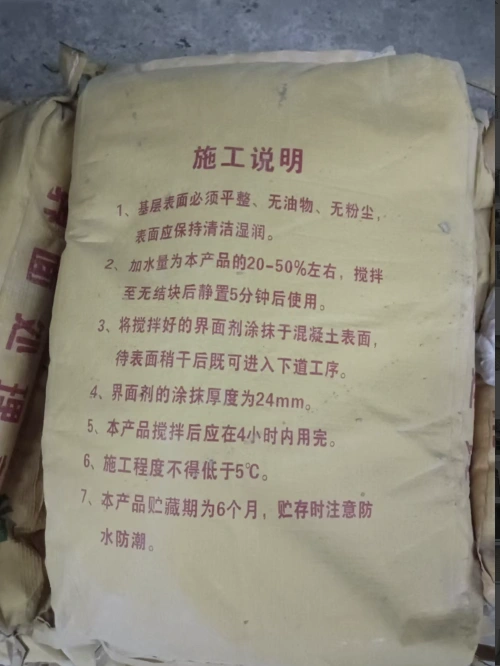 施工说明
1、基层表面必须平整、无油物、无粉尘，
表面应保持清洁湿润。
2、加水量为本产品的20-50%左右，搅拌
至无结块后静置5分钟后使用。
3、将搅拌好的界面剂涂抹于混凝土表面，
待表面稍干后既可进入下道工序。
4、界面剂的涂抹厚度为24mm。
5、本产品搅拌后应在4小时内用完。
6、施工程度不得低于5℃。
7、本产品贮藏期为6个月，贮存时注意防
水防潮。